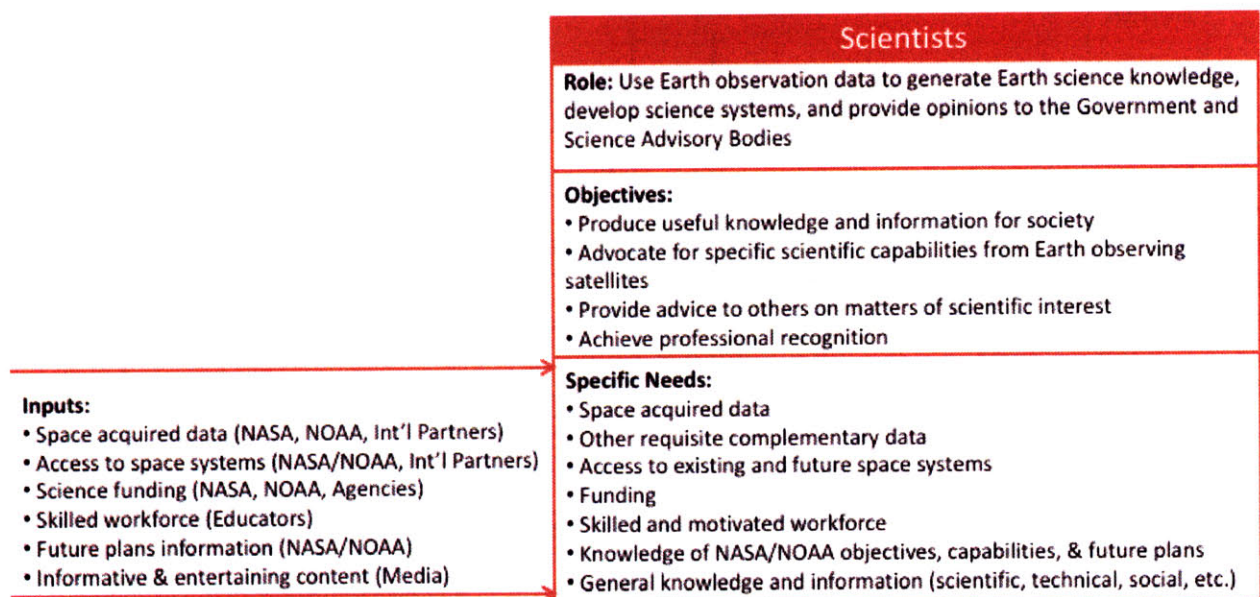 Scientists
Role: Use Earth observation data to generate Earth science knowledge,
develop science systems, and provide opinions to the Government and
Science Advisory Bodies
Objectives:
• Produce useful knowledge and information for society
• Advocate for specific scientific capabilities from Earth observing
satellites
• Provide advice to others on matters of scientific interest
• Achieve professional recognition
Inputs:
• Space acquired data (NASA, NOAA, Int'l Partners)
• Access to space systems (NASA/NOAA, Int'l Partners)
• Science funding (NASA, NOAA, Agencies)
• Skilled workforce (Educators)
• Future plans information (NASA/NOAA)
• Informative & entertaining content (Media)
Specific Needs:
• Space acquired data
• Other requisite complementary data
• Access to existing and future space systems
• Funding
• Skilled and motivated workforce
• Knowledge of NASA/NOAA objectives, capabilities, & future plans
• General knowledge and information (scientific, technical, social, etc.)